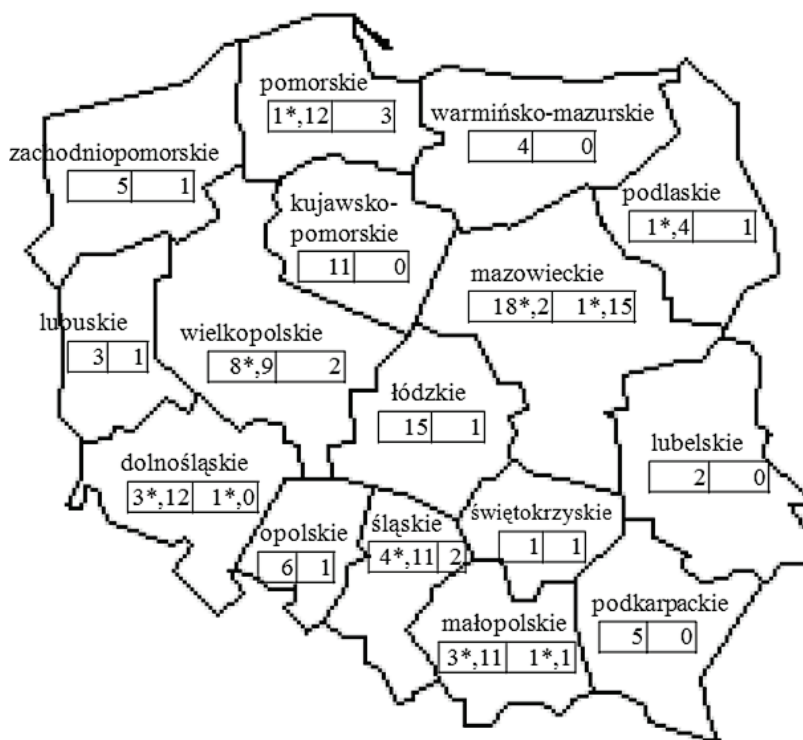 pomorskie
1*,12 3
warmińsko-mazurskie
4 0
zachodniopomorskie
5 1
podlaskie
1*,4 1
kujawsko-
pomorskie
11 0
mazowieckie
18*,2 1*,15
lubuskie
3 1
wielkopolskie
8*,9 2
łódzkie
15 1
lubelskie
2 0
dolnośląskie
3*,12 1*,0
opolskie
6 1
śląskie
4*,11 2
świętokrzyskie
1 1
małopolskie
3*,11 1*,1
podkarpackie
5 0